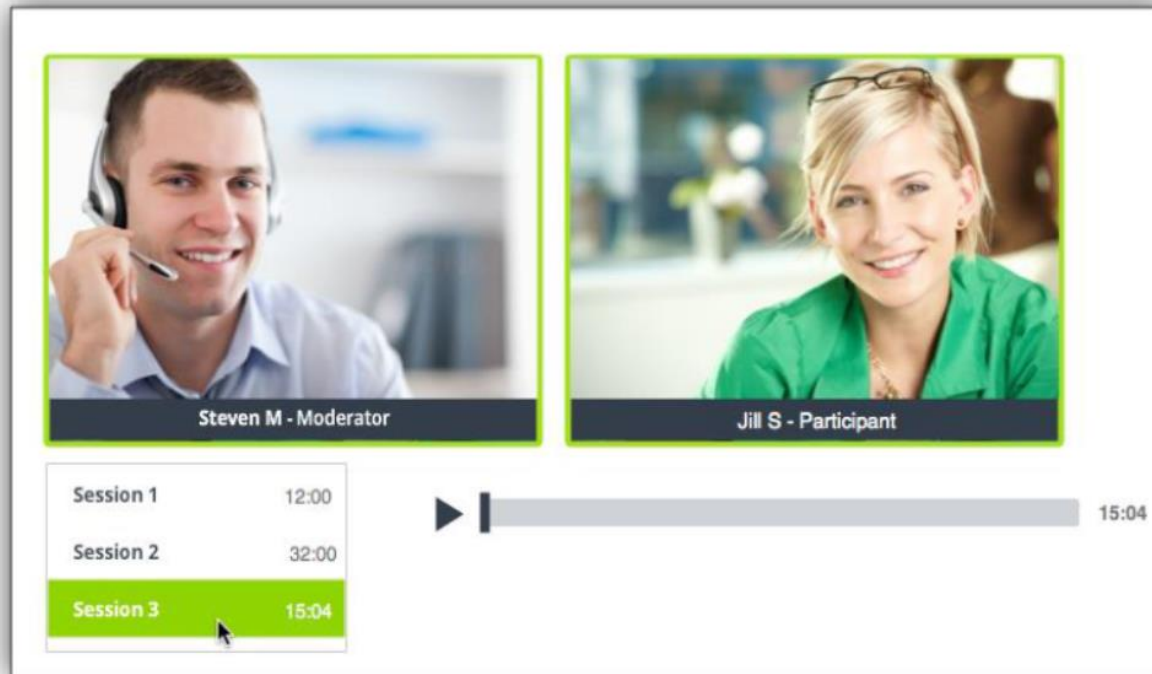 Steven M - Moderator
Jill S - Participant
Session 1 12:00
Session 2 32:00
Session 3 15:04
15:04